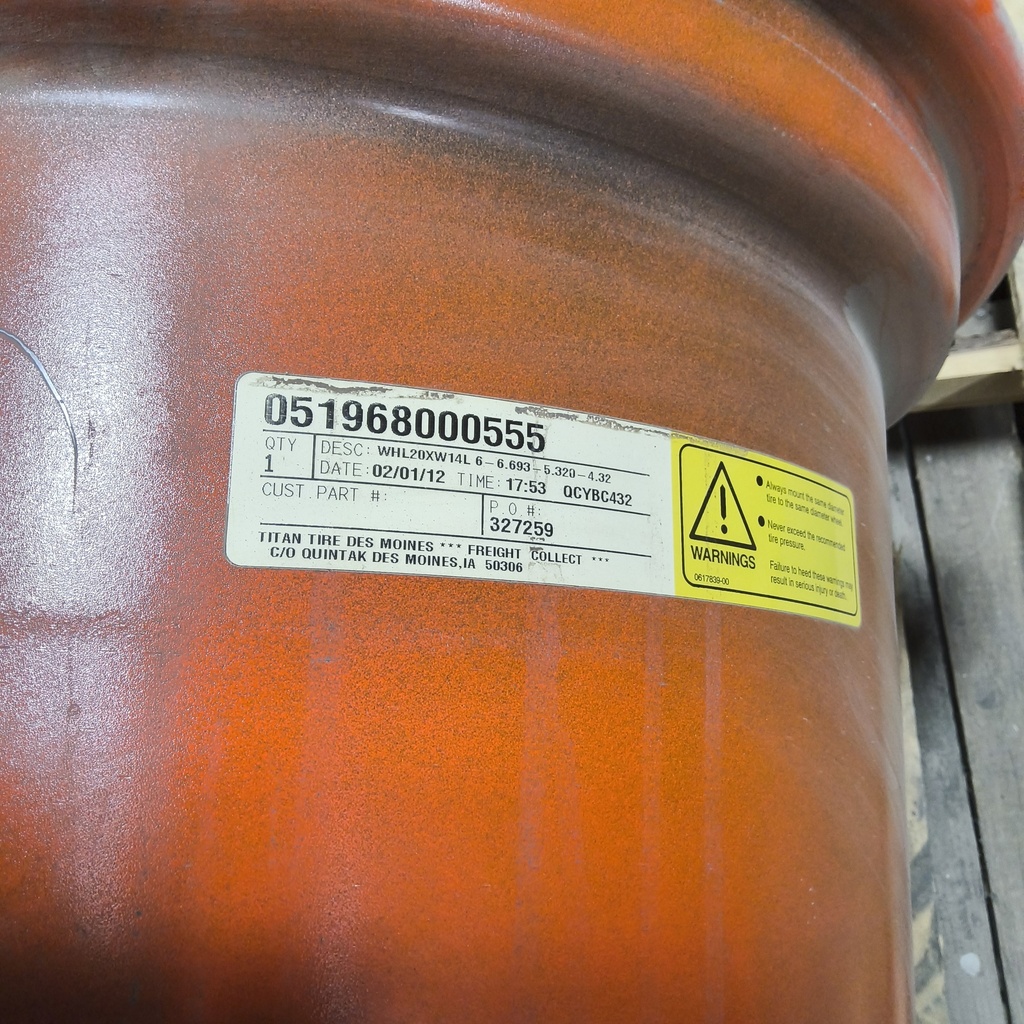 051968000555
QTY
1
DESC: WHL20XW14L 6-6.693-5.320-4.32
DATE: 02/01/12 TIME: 17:53 QCYBC432
CUST.PART #:
P.O.#:
327259
TITAN TIRE DES MOINES *** FREIGHT COLLECT ***
C/O QUINTAK DES MOINES,IA 50306
WARNINGS
0617839-00
● Always mount the same diameter
tire to the same diameter wheel.
● Never exceed the recommended
tire pressure.
Failure to heed these warnings may
result in serious injury or death.